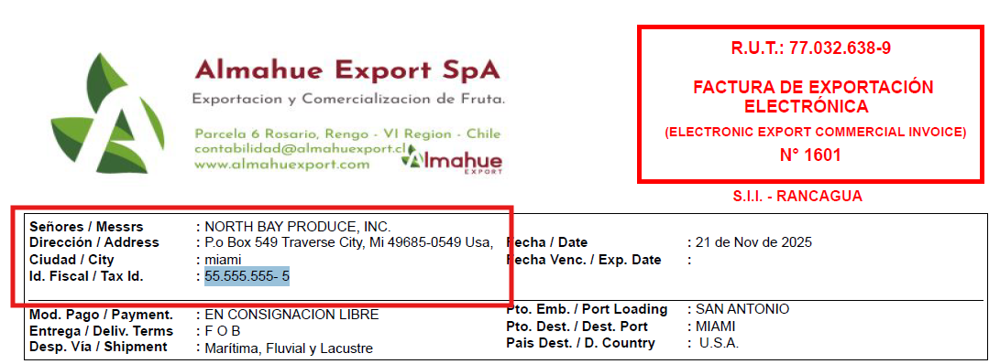 Almahue Export SpA
Exportacion y Comercializacion de Fruta.
Parcela 6 Rosario, Rengo - VI Region - Chile
contabilidad@almahuexport.cl
www.almahuexport.com
Almahue
EXPORT
R.U.T.: 77.032.638-9
FACTURA DE EXPORTACIÓN
ELECTRÓNICA
(ELECTRONIC EXPORT COMMERCIAL INVOICE)
N° 1601
S.I.I. - RANCAGUA
Señores / Messrs : NORTH BAY PRODUCE, INC.
Dirección / Address : P.o Box 549 Traverse City, Mi 49685-0549 Usa,
Ciudad / City : miami
Id. Fiscal / Tax Id. : 55.555.555- 5
Fecha / Date : 21 de Nov de 2025
Fecha Venc. / Exp. Date :
Mod. Pago / Payment. : EN CONSIGNACION LIBRE
Entrega / Deliv. Terms : F O B
Desp. Vía / Shipment : Marítima, Fluvial y Lacustre
Pto. Emb. / Port Loading : SAN ANTONIO
Pto. Dest. / Dest. Port : MIAMI
Pais Dest. / D. Country : U.S.A.